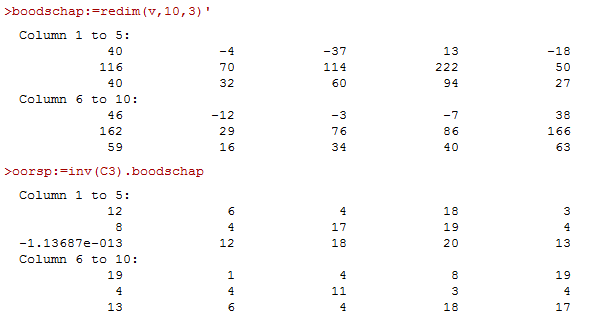 >boodschap:=redim(v,10,3)'
Column 1 to 5:
40 -4 -37 13 -18
116 70 114 222 50
40 32 60 94 27
Column 6 to 10:
46 -12 -3 -7 38
162 29 76 86 166
59 16 34 40 63
>oorsp:=inv(C3).boodschap
Column 1 to 5:
12 6 4 18 3
8 4 17 19 4
-1.13687e-013 12 18 20 13
Column 6 to 10:
19 1 4 8 19
4 4 11 3 4
13 6 4 18 17